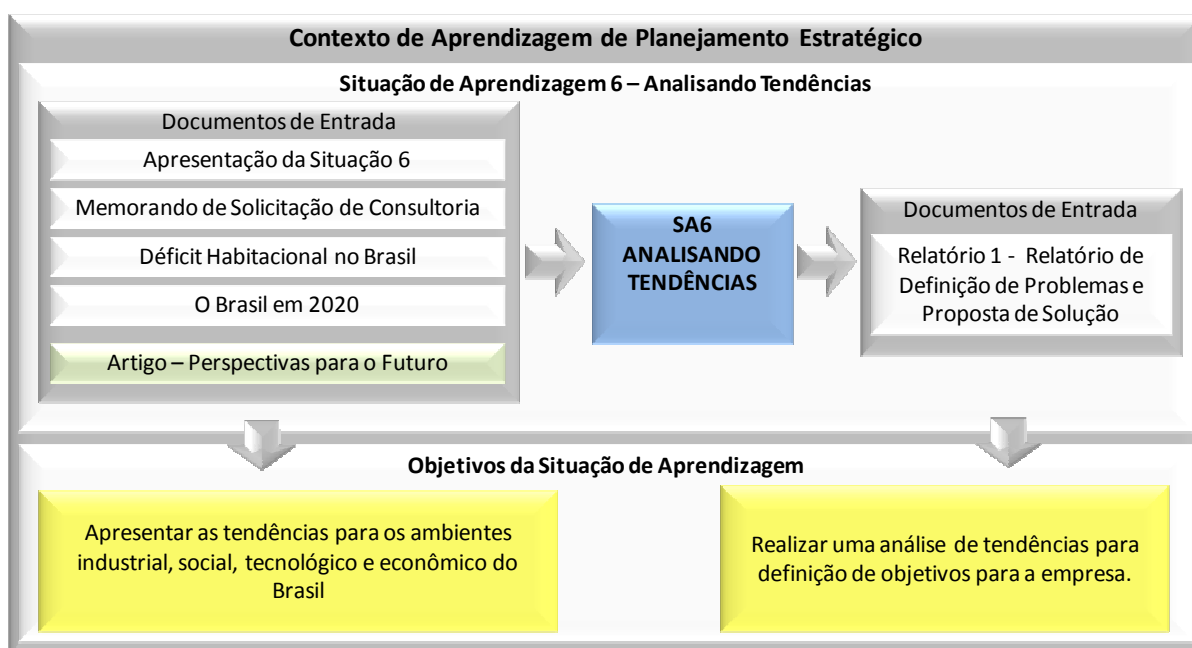 Contexto de Aprendizagem de Planejamento Estratégico
Situação de Aprendizagem 6 – Analisando Tendências
Documentos de Entrada
Apresentação da Situação 6
Memorando de Solicitação de Consultoria
Déficit Habitacional no Brasil
O Brasil em 2020
Artigo – Perspectivas para o Futuro
SA6
ANALISANDO
TENDÊNCIAS
Documentos de Entrada
Relatório 1 - Relatório de
Definição de Problemas e
Proposta de Solução
Objetivos da Situação de Aprendizagem
Apresentar as tendências para os ambientes
industrial, social, tecnológico e econômico do
Brasil
Realizar uma análise de tendências para
definição de objetivos para a empresa.